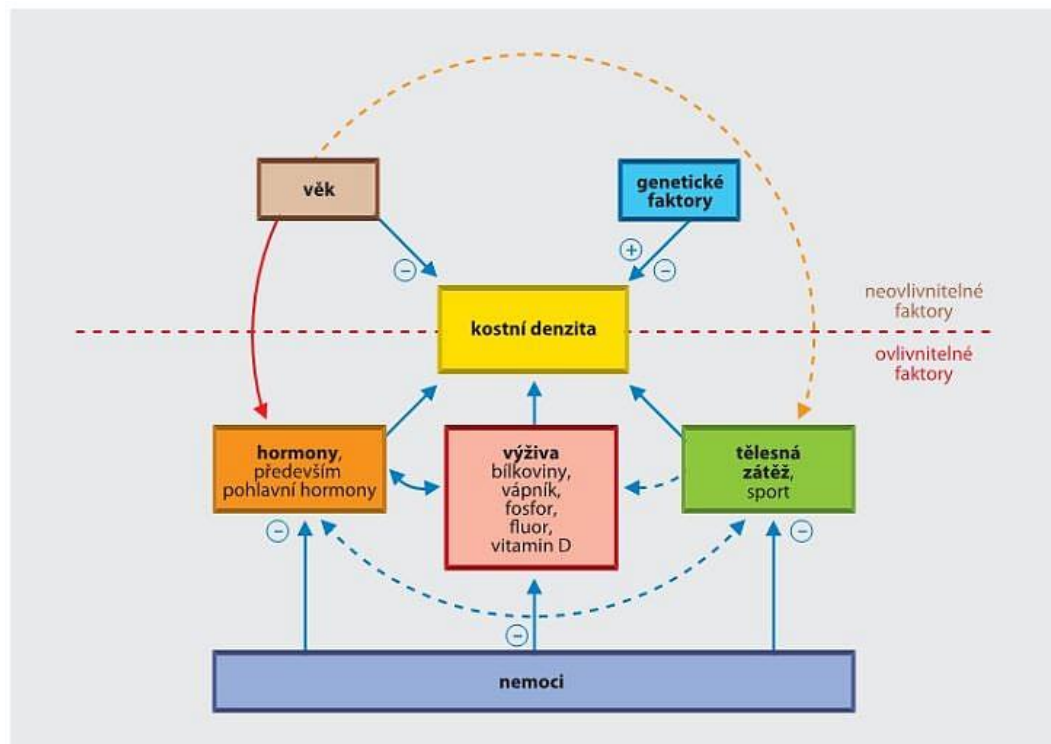 věk
genetické
faktory
+
−
−
kostní denzita
neovlivnitelné
faktory
ovlivnitelné
faktory
hormony,
především
pohlavní hormony
výživa
bílkoviny,
vápník,
fosfor,
fluor,
vitamin D
tělesná
zátěž,
sport
−
−
−
nemoci